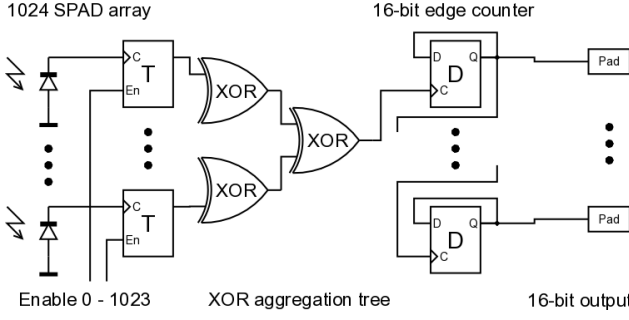 1024 SPAD array
16-bit edge counter
C
T
En
XOR
XOR
D
Q
D
C
Pad
XOR
C
T
En
D
Q
D
C
Pad
Enable 0 - 1023
XOR aggregation tree
16-bit output